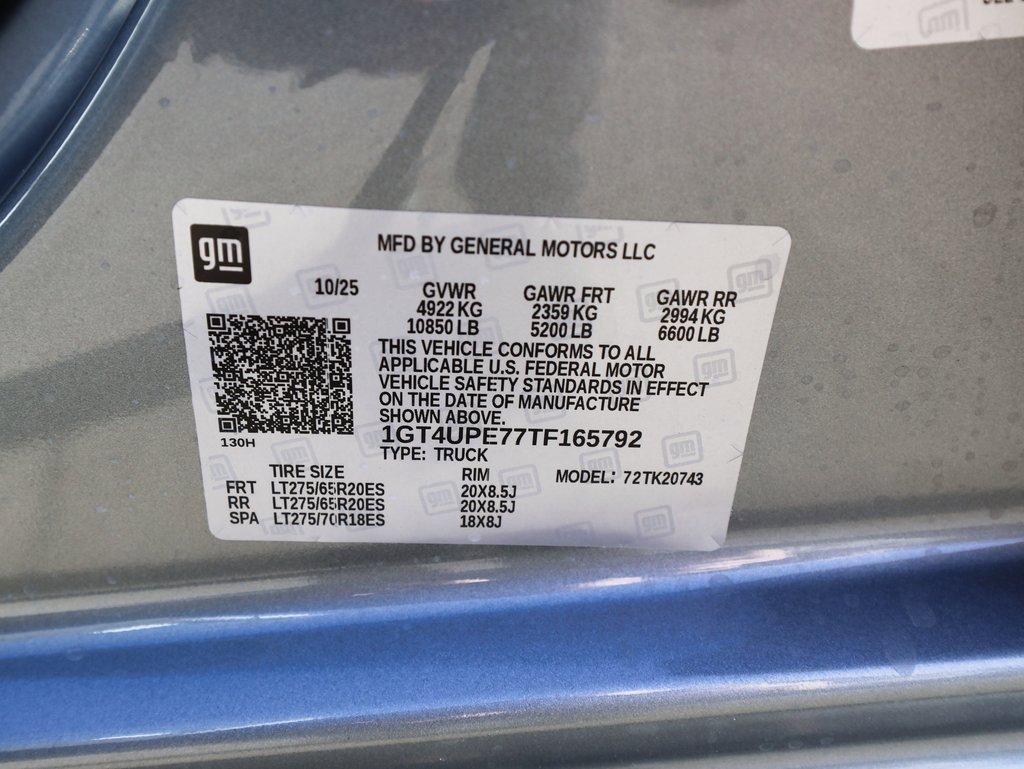 gm
MFD BY GENERAL MOTORS LLC
10/25 GVWR GAWR FRT GAWR RR
4922 KG 2359 KG 2994 KG
10850 LB 5200 LB 6600 LB
THIS VEHICLE CONFORMS TO ALL
APPLICABLE U.S. FEDERAL MOTOR
VEHICLE SAFETY STANDARDS IN EFFECT
ON THE DATE OF MANUFACTURE
SHOWN ABOVE.
130H
1GT4UPE77TF165792
TYPE: TRUCK
TIRE SIZE RIM MODEL: 72TK20743
FRT LT275/65R20ES 20X8.5J
RR LT275/65R20ES 20X8.5J
SPA LT275/70R18ES 18X8J